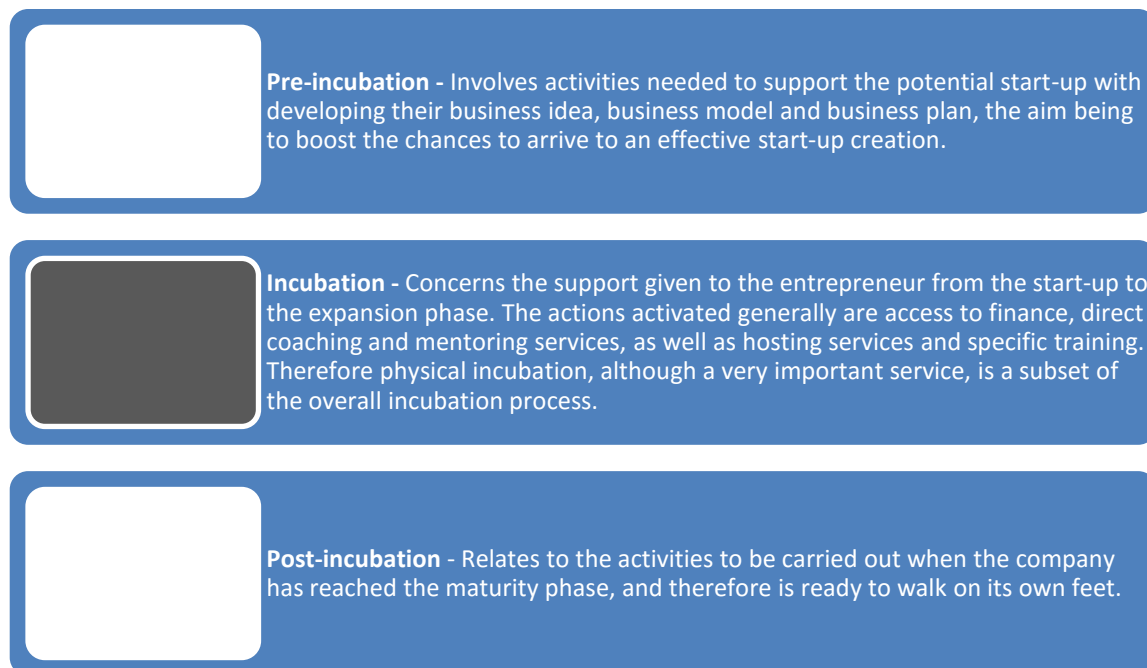 Pre-incubation - Involves activities needed to support the potential start-up with
developing their business idea, business model and business plan, the aim being
to boost the chances to arrive to an effective start-up creation.
Incubation - Concerns the support given to the entrepreneur from the start-up to
the expansion phase. The actions activated generally are access to finance, direct
coaching and mentoring services, as well as hosting services and specific training.
Therefore physical incubation, although a very important service, is a subset of
the overall incubation process.
Post-incubation - Relates to the activities to be carried out when the company
has reached the maturity phase, and therefore is ready to walk on its own feet.